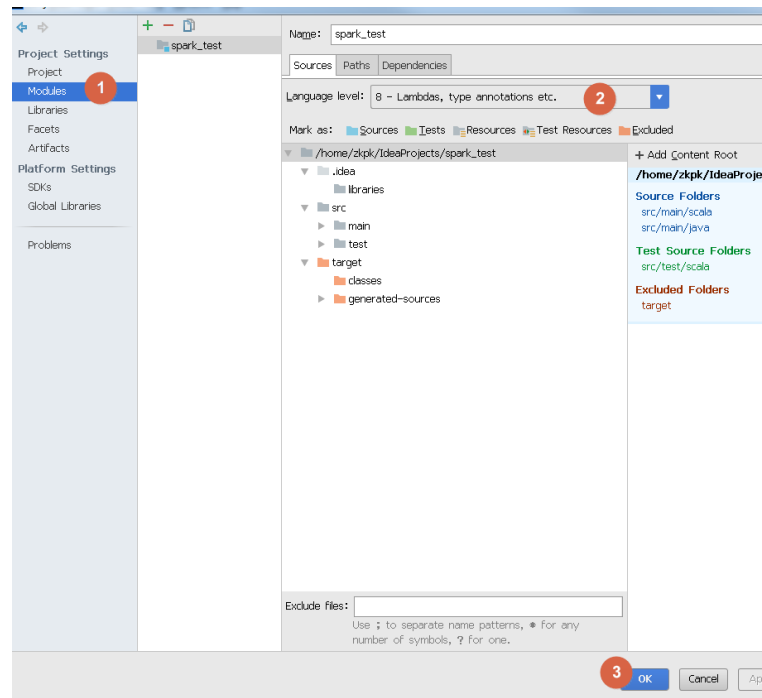 Project Settings
Project
Modules
1
Libraries
Facets
Artifacts
Platform Settings
SDKs
Global Libraries
Problems
spark_test
Name: spark_test
Sources Paths Dependencies
Language level: 8 - Lambdas, type annotations etc.
2
Mark as: Sources Tests Resources Test Resources Excluded
/home/zkpk/IdeaProjects/spark_test
.idea
libraries
src
main
test
target
classes
generated-sources
+ Add Content Root
/home/zkpk/IdeaProje
Source Folders
src/main/scala
src/main/java
Test Source Folders
src/test/scala
Excluded Folders
target
Exclude files:
Use ; to separate name patterns, * for any
number of symbols, ? for one.
3
OK Cancel Ap